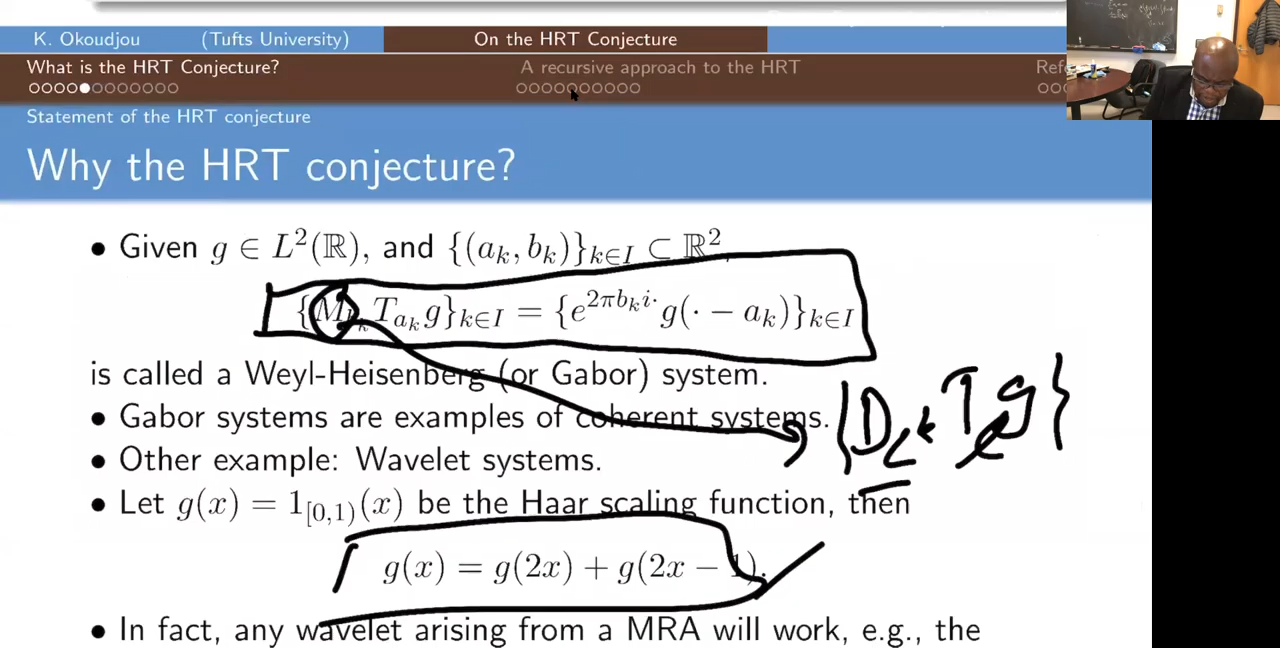 K. Okoudjou (Tufts University) On the HRT Conjecture
What is the HRT Conjecture? A recursive approach to the HRT Ref
Statement of the HRT conjecture
Why the HRT conjecture?
• Given g ∈ L²(ℝ), and {(a_k, b_k)}_{k∈I} ⊂ ℝ²,
{M_{b_k} T_{a_k} g}_{k∈I} = {e^{2πb_k i·} g(· − a_k)}_{k∈I}
is called a Weyl-Heisenberg (or Gabor) system.
• Gabor systems are examples of coherent systems.
• Other example: Wavelet systems.
• Let g(x) = 1_{[0,1)}(x) be the Haar scaling function, then
g(x) = g(2x) + g(2x − 1).
• In fact, any wavelet arising from a MRA will work, e.g., the